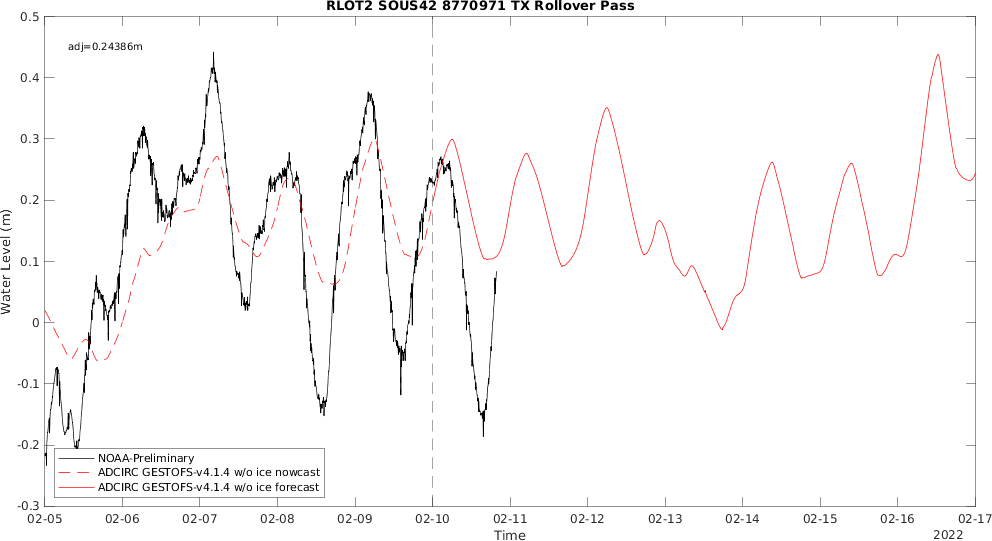 RLOT2 SOUS42 8770971 TX Rollover Pass
adj=0.24386m
0.5
0.4
0.3
0.2
0.1
0
-0.1
-0.2
-0.3
Water Level (m)
NOAA-Preliminary
ADCIRC GESTOFS-v4.1.4 w/o ice nowcast
ADCIRC GESTOFS-v4.1.4 w/o ice forecast
02-05 02-06 02-07 02-08 02-09 02-10 02-11 02-12 02-13 02-14 02-15 02-16 02-17
Time
2022